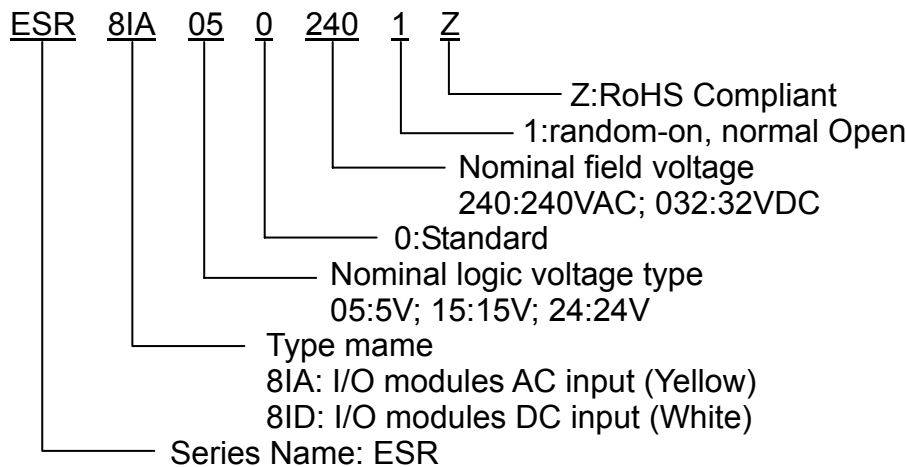 ESR 8IA 05 0 240 1 Z
Z:RoHS Compliant
1:random-on, normal Open
Nominal field voltage
240:240VAC; 032:32VDC
0:Standard
Nominal logic voltage type
05:5V; 15:15V; 24:24V
Type mame
8IA: I/O modules AC input (Yellow)
8ID: I/O modules DC input (White)
Series Name: ESR